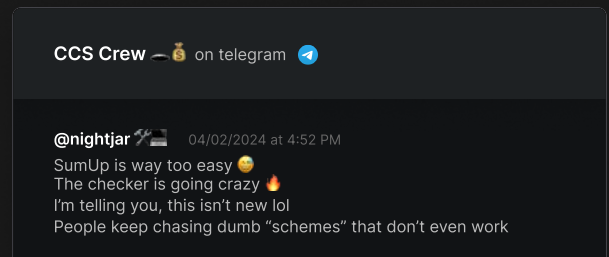 CCS Crew 🕳️💰 on telegram
@nightjar 🛠️💻 04/02/2024 at 4:52 PM
SumUp is way too easy 😅
The checker is going crazy 🔥
I’m telling you, this isn’t new lol
People keep chasing dumb “schemes” that don’t even work